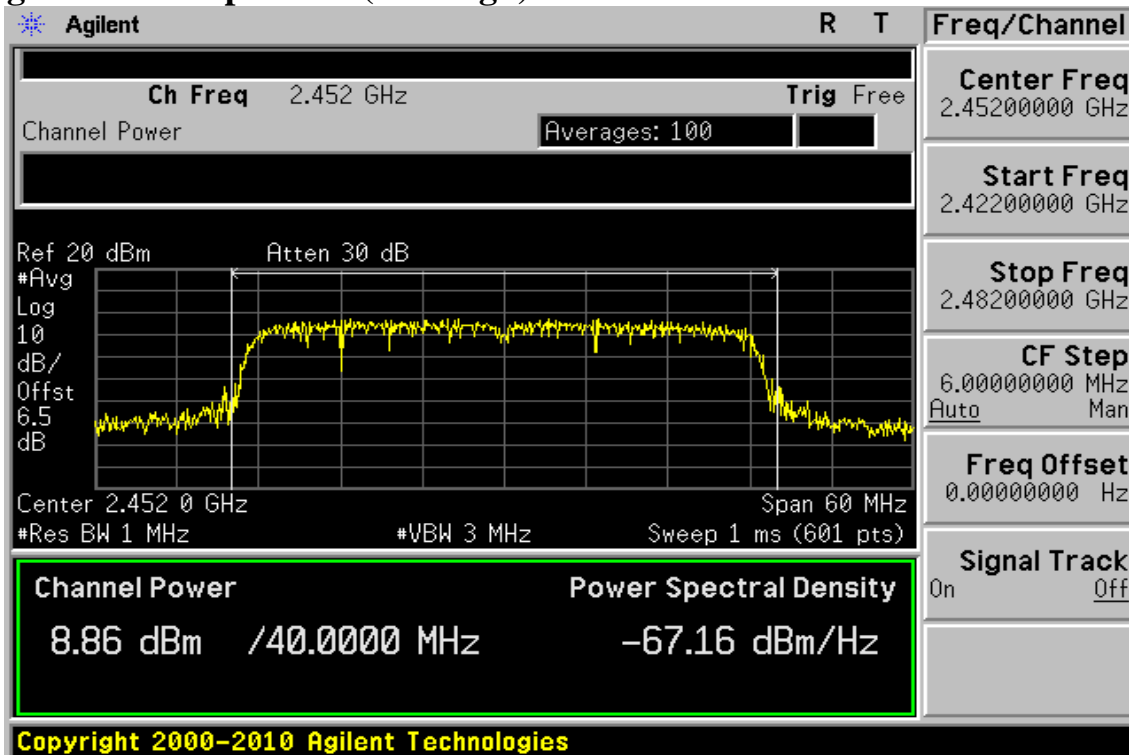 Agilent R T
Freq/Channel
Ch Freq 2.452 GHz Trig Free
Channel Power Averages: 100
Ref 20 dBm Atten 30 dB
#Avg
Log
10
dB/
Offst
6.5
dB
Center 2.452 0 GHz Span 60 MHz
#Res BW 1 MHz #VBW 3 MHz Sweep 1 ms (601 pts)
Channel Power Power Spectral Density
8.86 dBm /40.0000 MHz -67.16 dBm/Hz
Center Freq
2.45200000 GHz
Start Freq
2.42200000 GHz
Stop Freq
2.48200000 GHz
CF Step
6.00000000 MHz
Auto Man
Freq Offset
0.00000000 Hz
Signal Track
On Off
Copyright 2000-2010 Agilent Technologies